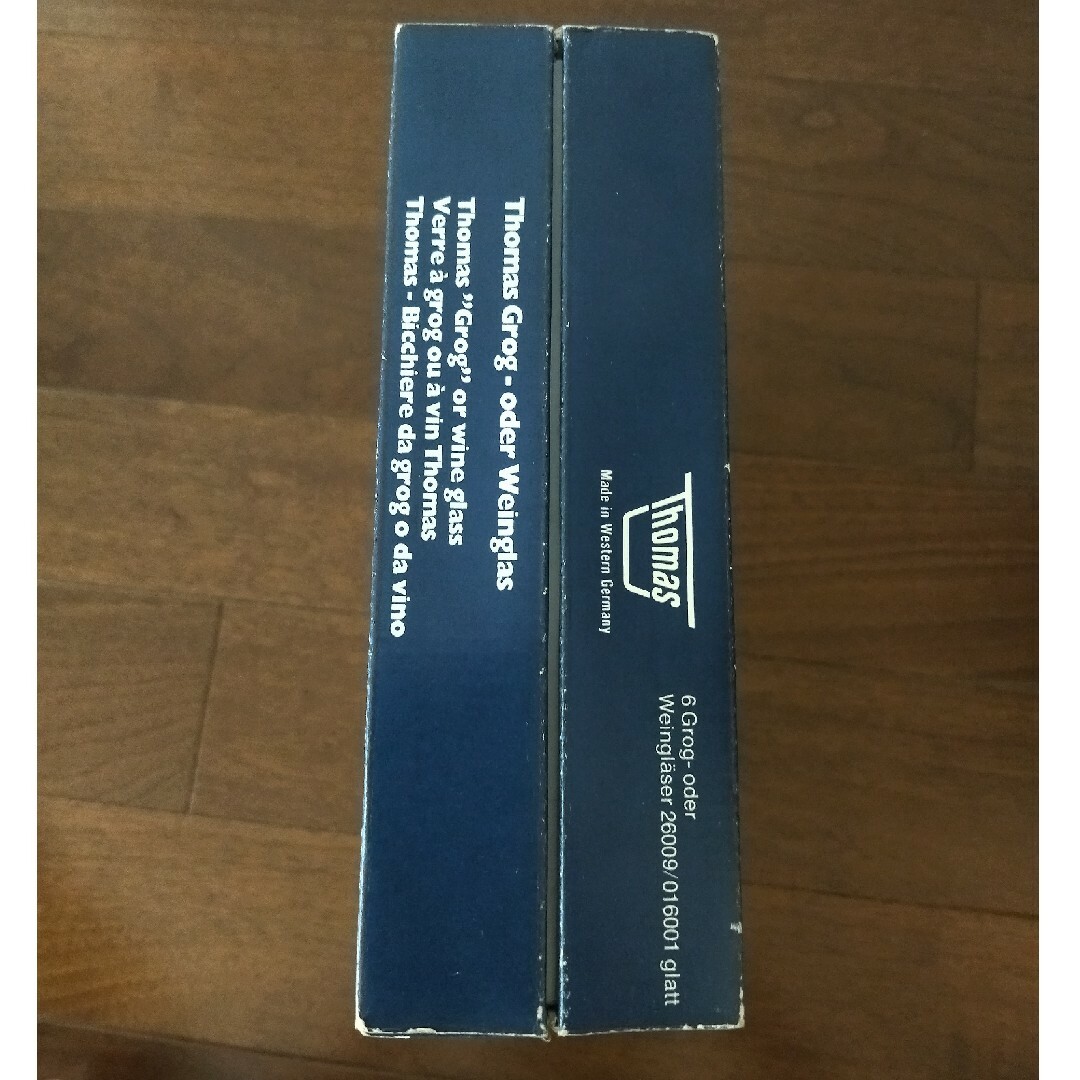 Thomas
Made in Western Germany
6 Grog- oder
Weingläser 26009/016001 glatt
Thomas Grog - oder Weinglas
Thomas ”Grog” or wine glass
Verre à grog ou à vin Thomas
Thomas - Bicchiere da grog o da vino